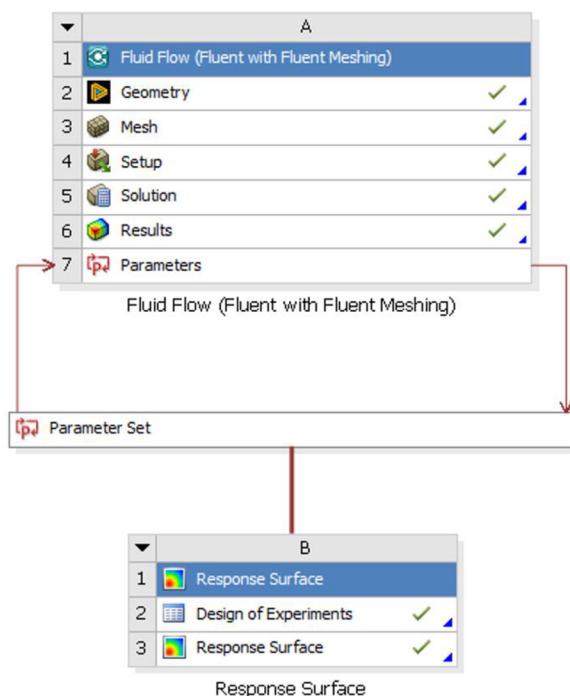 A
1 Fluid Flow (Fluent with Fluent Meshing)
2 Geometry
3 Mesh
4 Setup
5 Solution
6 Results
7 Parameters
Fluid Flow (Fluent with Fluent Meshing)
Parameter Set
B
1 Response Surface
2 Design of Experiments
3 Response Surface
Response Surface